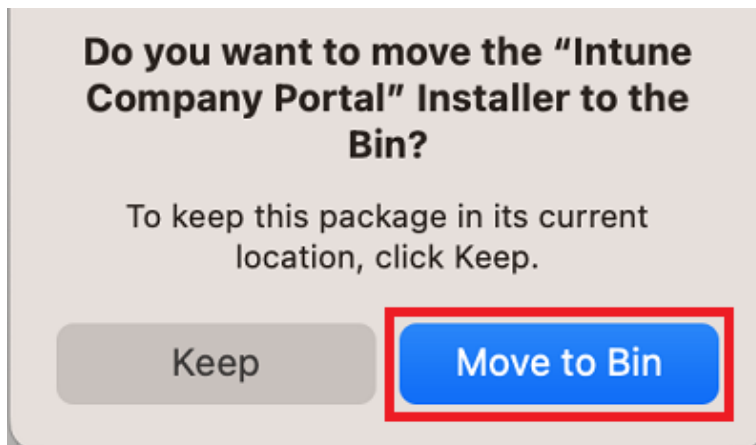 Do you want to move the “Intune
Company Portal” Installer to the
Bin?
To keep this package in its current
location, click Keep.
Keep
Move to Bin